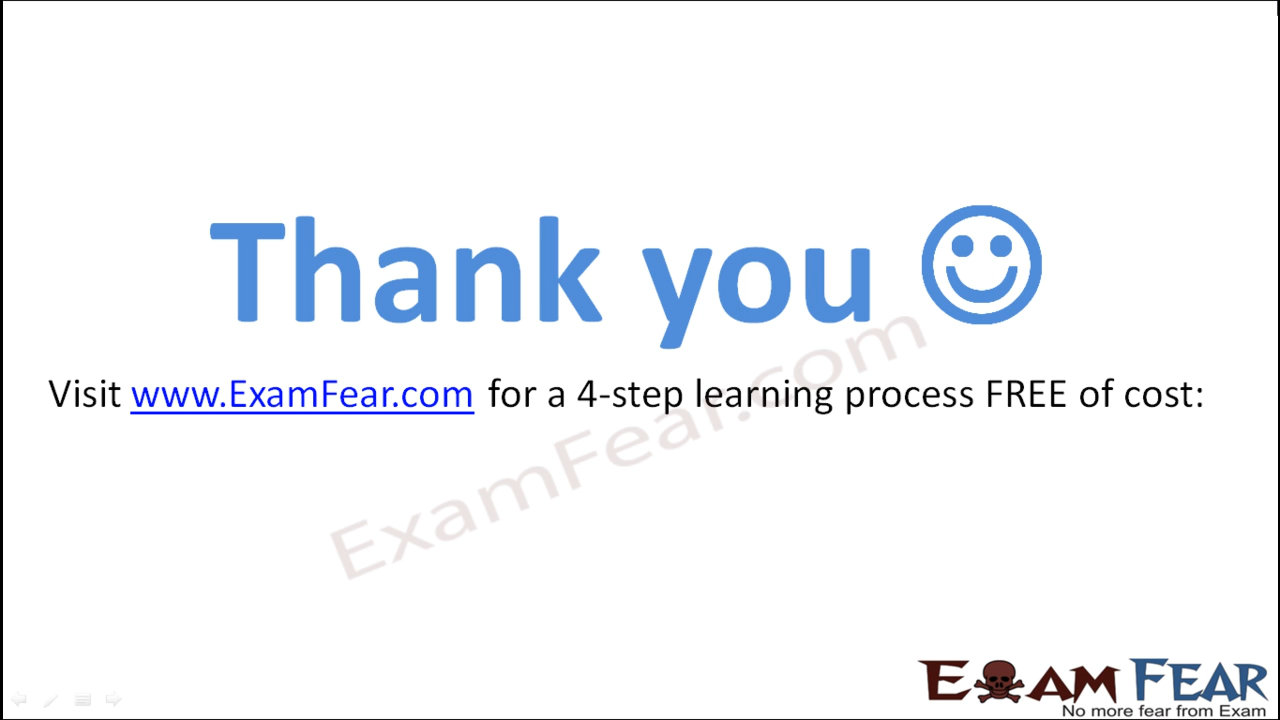 Thank you
Visit www.ExamFear.com for a 4-step learning process FREE of cost:
ExamFear.com
EXAM FEAR
No more fear from Exam